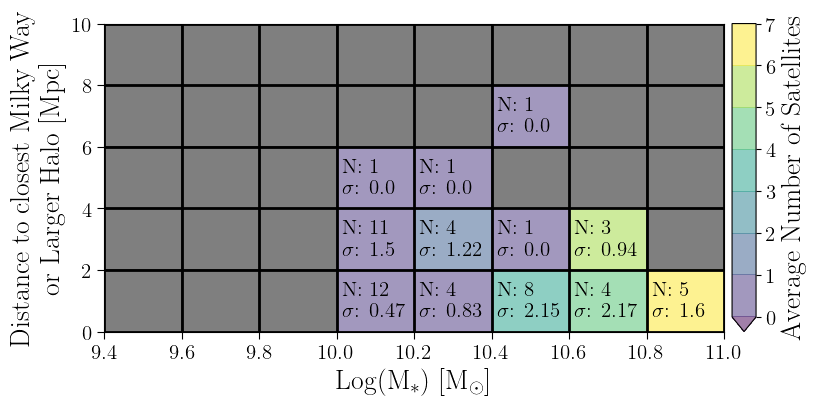 Distance to closest Milky Way
or Larger Halo [Mpc]
10
8
6
4
2
0
N: 1
σ: 0.0
N: 1
σ: 0.0
N: 1
σ: 0.0
N: 11
σ: 1.5
N: 4
σ: 1.22
N: 1
σ: 0.0
N: 3
σ: 0.94
N: 12
σ: 0.47
N: 4
σ: 0.83
N: 8
σ: 2.15
N: 4
σ: 2.17
N: 5
σ: 1.6
9.4
9.6
9.8
10.0
10.2
10.4
10.6
10.8
11.0
Log(M∗) [M⊙]
7
6
5
4
3
2
1
0
Average Number of Satellites